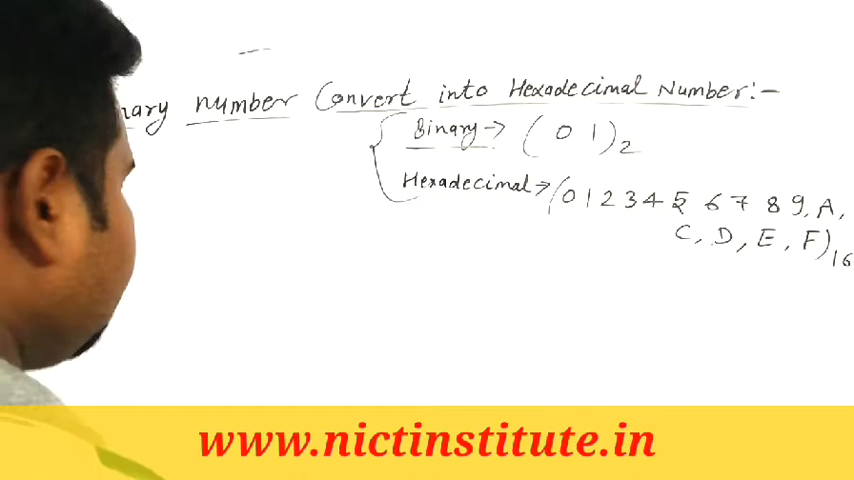 nary number Convert into Hexadecimal Number:-
Binary → ( 0 1 )2
Hexadecimal → ( 0 1 2 3 4 5 6 7 8 9, A,
C, D, E, F)16
www.nictinstitute.in